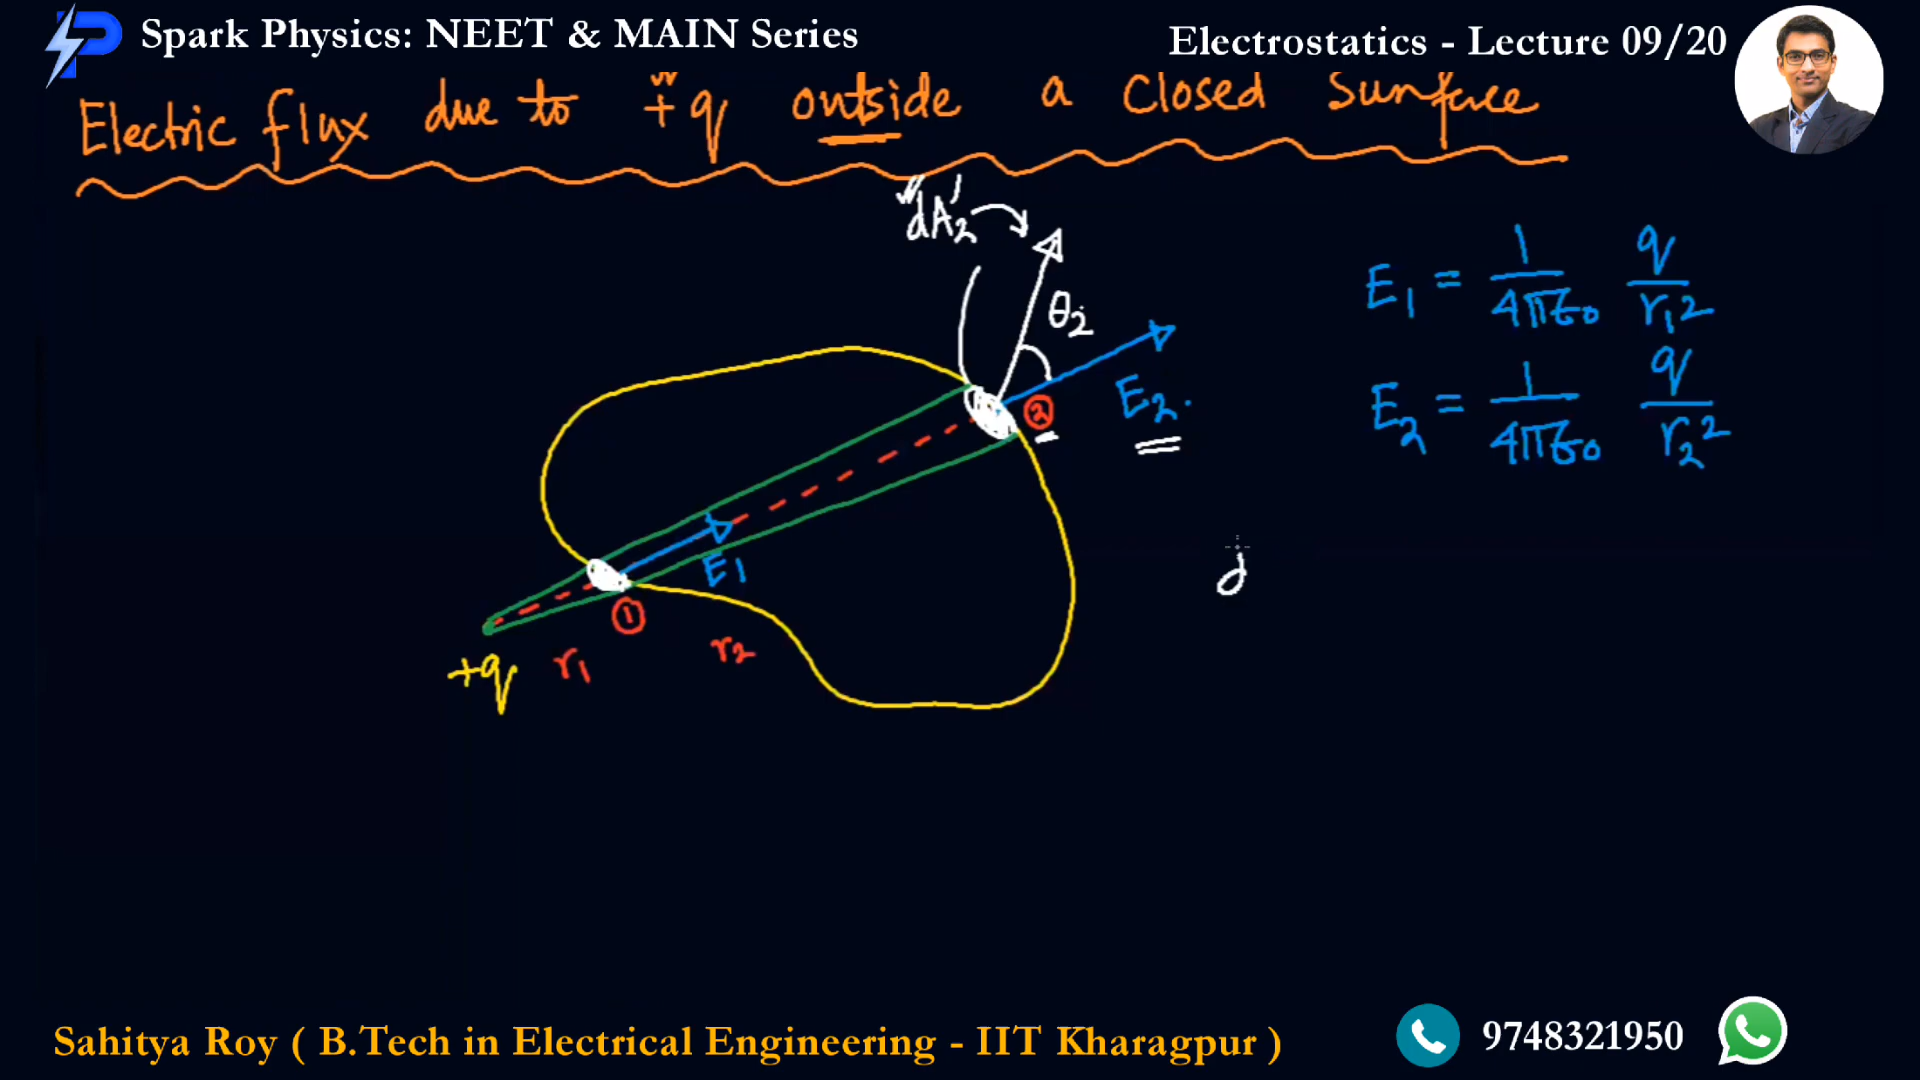 Spark Physics: NEET & MAIN Series
Electrostatics - Lecture 09/20
Electric flux due to +q outside a closed surface
dA₂
θ₂
E₁ = 1/4πε₀ q/r₁²
E₂ = 1/4πε₀ q/r₂²
②
E₂.
E₁
①
+q r₁ r₂
d
Sahitya Roy ( B.Tech in Electrical Engineering - IIT Kharagpur )
9748321950